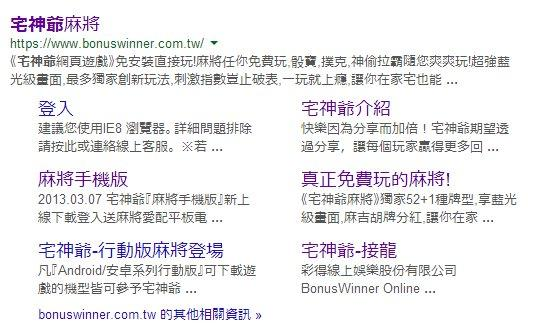 宅神爺麻將
https://www.bonuswinner.com.tw/
《宅神爺網頁遊戲》免安裝直接玩!麻將任你免費玩,骰寶,撲克,神偷拉霸隨您爽爽玩!超強藍
光級畫面,最多獨家創新玩法,刺激指數豈止破表,一玩就上癮,讓你在家宅也能 ...
登入
建議您使用IE8 瀏覽器。詳細問題排除
請按此或連絡線上客服。 ※若 ...
宅神爺介紹
快樂因為分享而加倍！宅神爺期望透
過分享，讓每個玩家贏得更多回 ...
麻將手機版
2013.03.07 宅神爺『麻將手機版』新上
線下載登入送麻將愛配平板電 ...
真正免費玩的麻將!
《宅神爺麻將》獨家52+1種牌型,享藍光
級畫面,麻吉胡牌分紅,讓你在家 ...
宅神爺-行動版麻將登場
凡『Android/安卓系列行動版』可下載遊
戲的機型皆可參予宅神爺 ...
宅神爺-接龍
彩得線上娛樂股份有限公司
BonusWinner Online ...
bonuswinner.com.tw 的其他相關資訊 »